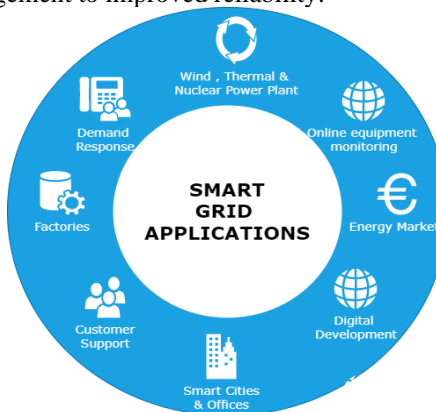 gement to improved reliability.
Wind , Thermal &
Nuclear Power Plant
Online equipment
monitoring
€
Energy Market
Digital
Development
Smart Cities
& Offices
Customer
Support
Factories
Demand
Response
SMART
GRID
APPLICATIONS